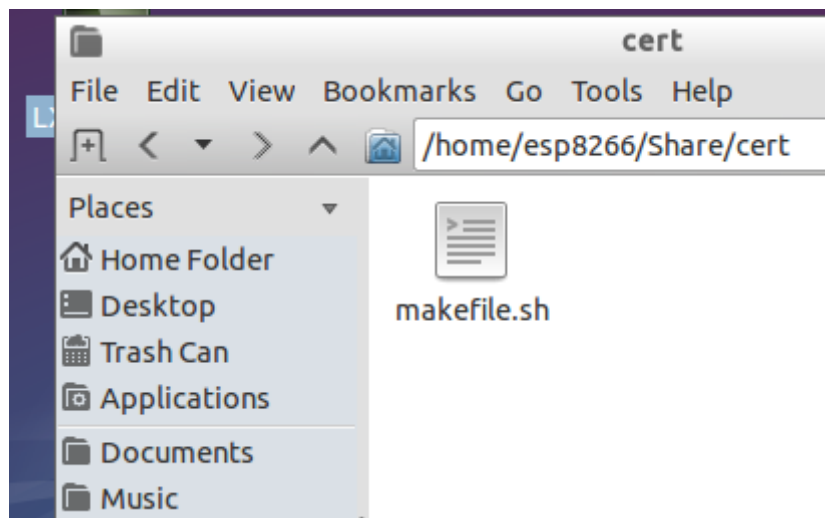 cert
File Edit View Bookmarks Go Tools Help
/home/esp8266/Share/cert
Places
Home Folder
Desktop
Trash Can
Applications
Documents
Music
makefile.sh